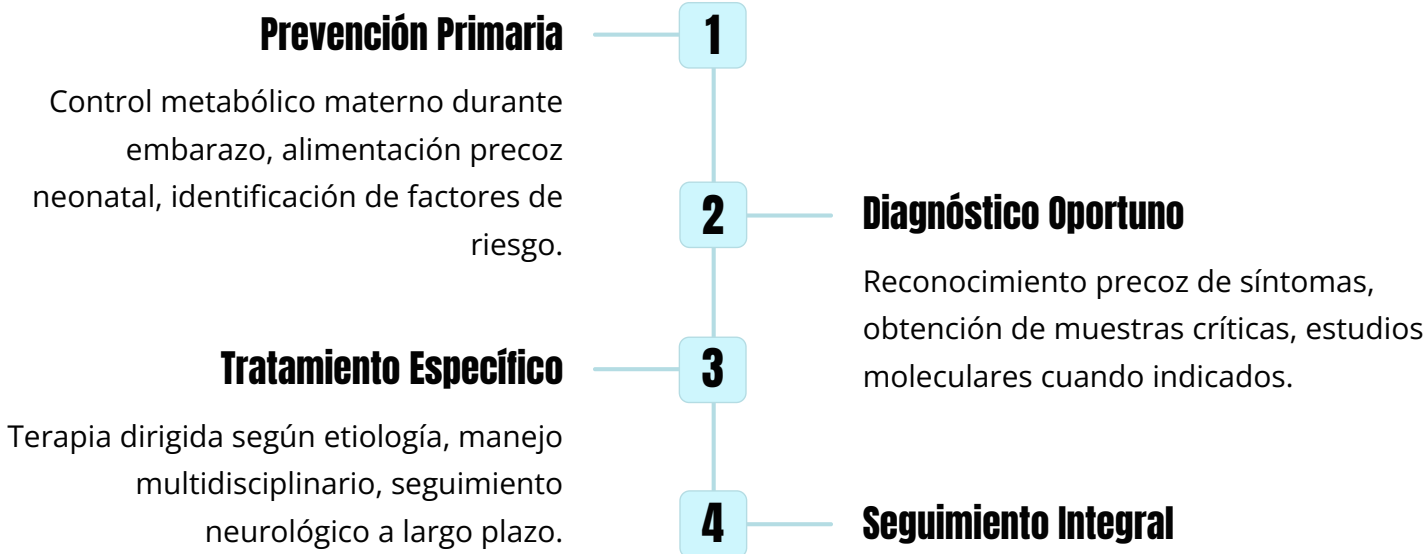 Prevención Primaria
1
Control metabólico materno durante
embarazo, alimentación precoz
neonatal, identificación de factores de
riesgo.
2
Diagnóstico Oportuno
Reconocimiento precoz de síntomas,
obtención de muestras críticas, estudios
moleculares cuando indicados.
Tratamiento Específico
3
Terapia dirigida según etiología, manejo
multidisciplinario, seguimiento
neurológico a largo plazo.
4
Seguimiento Integral